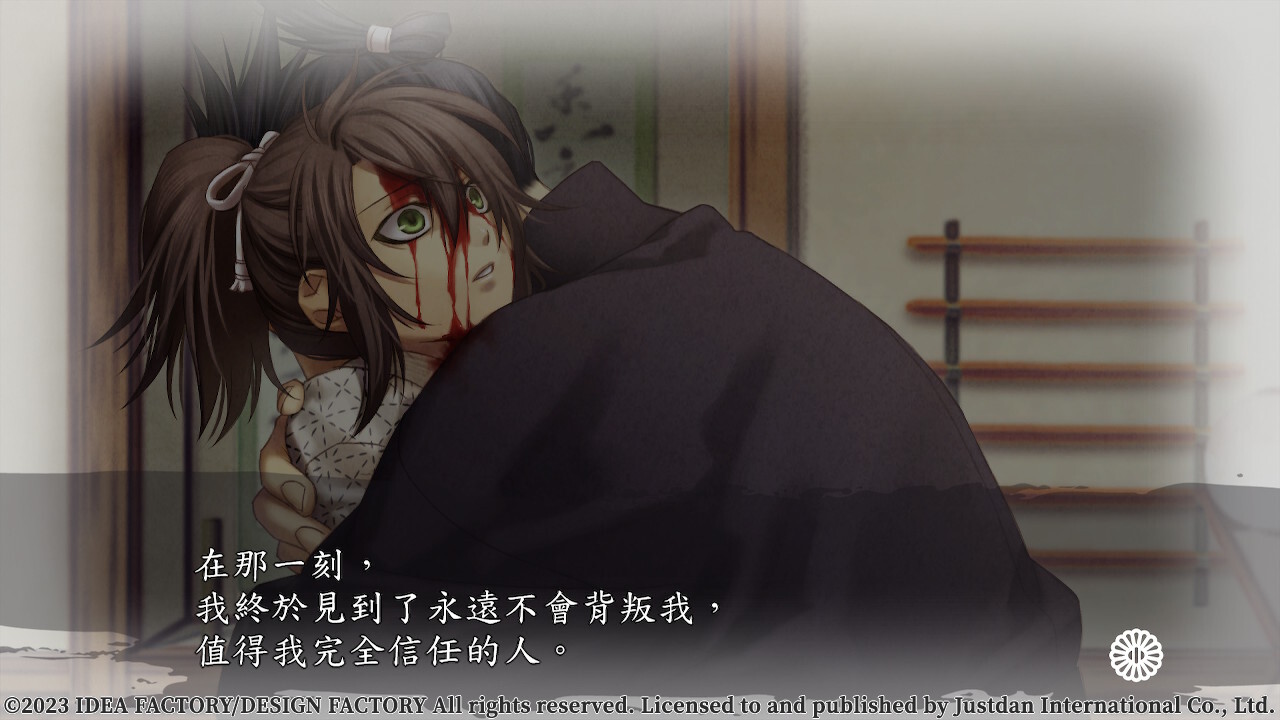 在那一刻，
我終於見到了永遠不會背叛我，
值得我完全信任的人。
©2023 IDEA FACTORY/DESIGN FACTORY All rights reserved. Licensed to and published by Justdan International Co., Ltd.